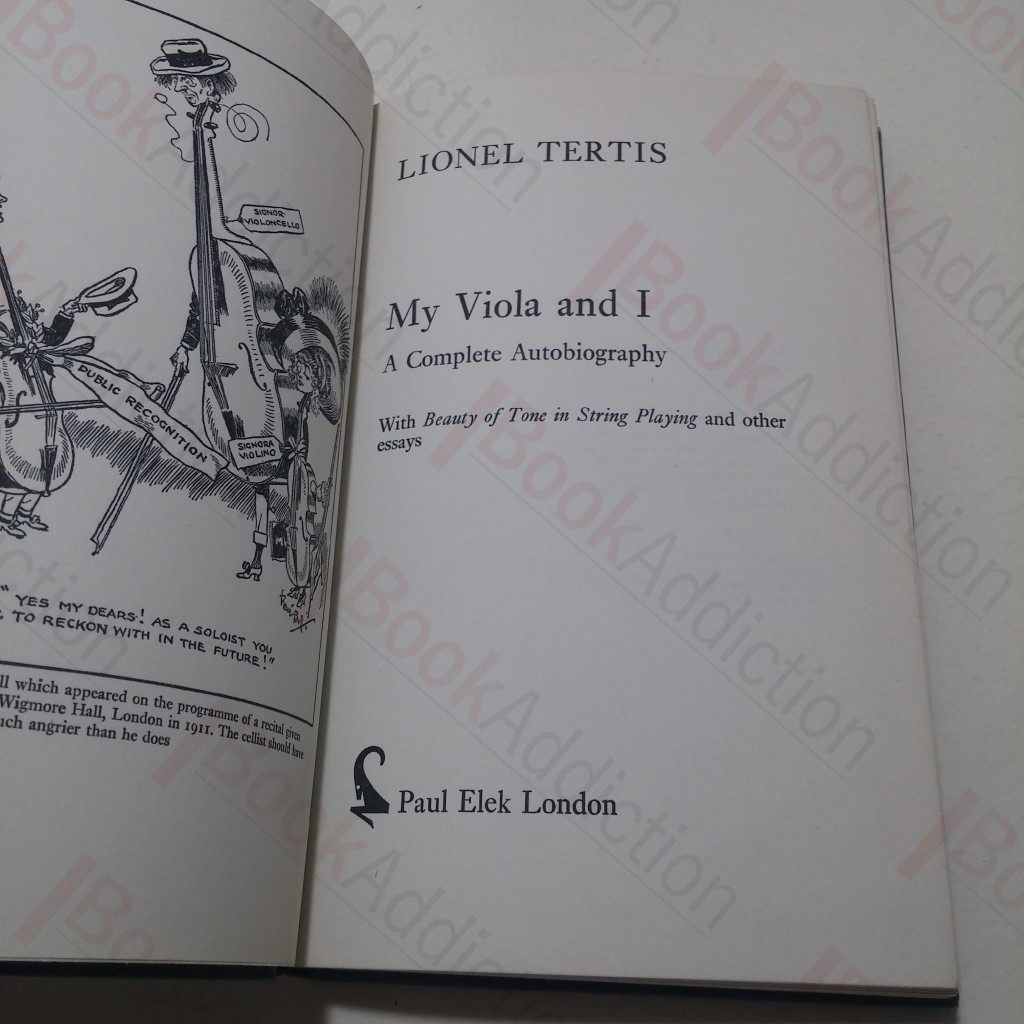 SIGNOR
VIOLONCELLO
PUBLIC RECOGNITION
SIGNORA
VIOLINO
"YES MY DEARS! AS A SOLOIST YOU
TO RECKON WITH IN THE FUTURE!"
ll which appeared on the programme of a recital given
Wigmore Hall, London in 1911. The cellist should have
uch angrier than he does
LIONEL TERTIS
My Viola and I
A Complete Autobiography
With Beauty of Tone in String Playing and other
essays
Paul Elek London
BookAddiction